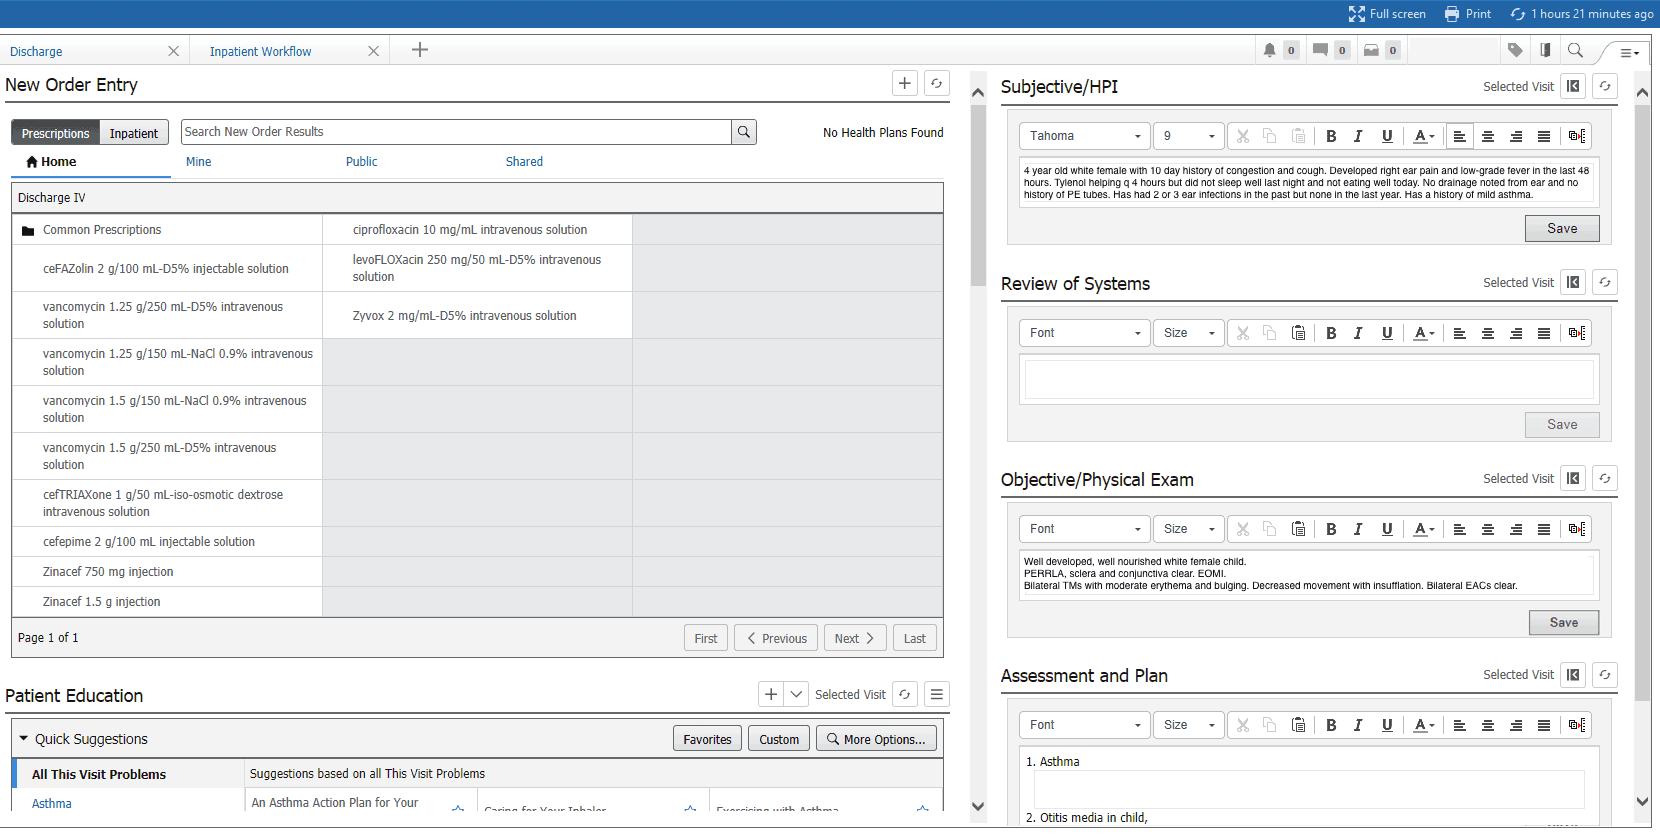 Full screen Print 1 hours 21 minutes ago
Discharge Inpatient Workflow 0 0 0
New Order Entry
Prescriptions Inpatient Search New Order Results No Health Plans Found
Home Mine Public Shared
Discharge IV
Common Prescriptions
ceFAZolin 2 g/100 mL-D5% injectable solution
vancomycin 1.25 g/250 mL-D5% intravenous
solution
vancomycin 1.25 g/150 mL-NaCl 0.9% intravenous
solution
vancomycin 1.5 g/150 mL-NaCl 0.9% intravenous
solution
vancomycin 1.5 g/250 mL-D5% intravenous
solution
cefTRIAXone 1 g/50 mL-iso-osmotic dextrose
intravenous solution
cefepime 2 g/100 mL injectable solution
Zinacef 750 mg injection
Zinacef 1.5 g injection
ciprofloxacin 10 mg/mL intravenous solution
levoFLOXacin 250 mg/50 mL-D5% intravenous
solution
Zyvox 2 mg/mL-D5% intravenous solution
Page 1 of 1 First Previous Next Last
Patient Education Selected Visit
Quick Suggestions Favorites Custom More Options...
All This Visit Problems Suggestions based on all This Visit Problems
Asthma An Asthma Action Plan for Your Caring for Your Inhaler Exercising with Asthma
Subjective/HPI Selected Visit
Tahoma 9 B I U A
4 year old white female with 10 day history of congestion and cough. Developed right ear pain and low-grade fever in the last 48
hours. Tylenol helping q 4 hours but did not sleep well last night and not eating well today. No drainage noted from ear and no
history of PE tubes. Has had 2 or 3 ear infections in the past but none in the last year. Has a history of mild asthma.
Save
Review of Systems Selected Visit
Font Size B I U A
Save
Objective/Physical Exam Selected Visit
Font Size B I U A
Well developed, well nourished white female child.
PERRLA, sclera and conjunctiva clear. EOMI.
Bilateral TMs with moderate erythema and bulging. Decreased movement with insufflation. Bilateral EACs clear.
Save
Assessment and Plan Selected Visit
Font Size B I U A
1. Asthma
2. Otitis media in child,